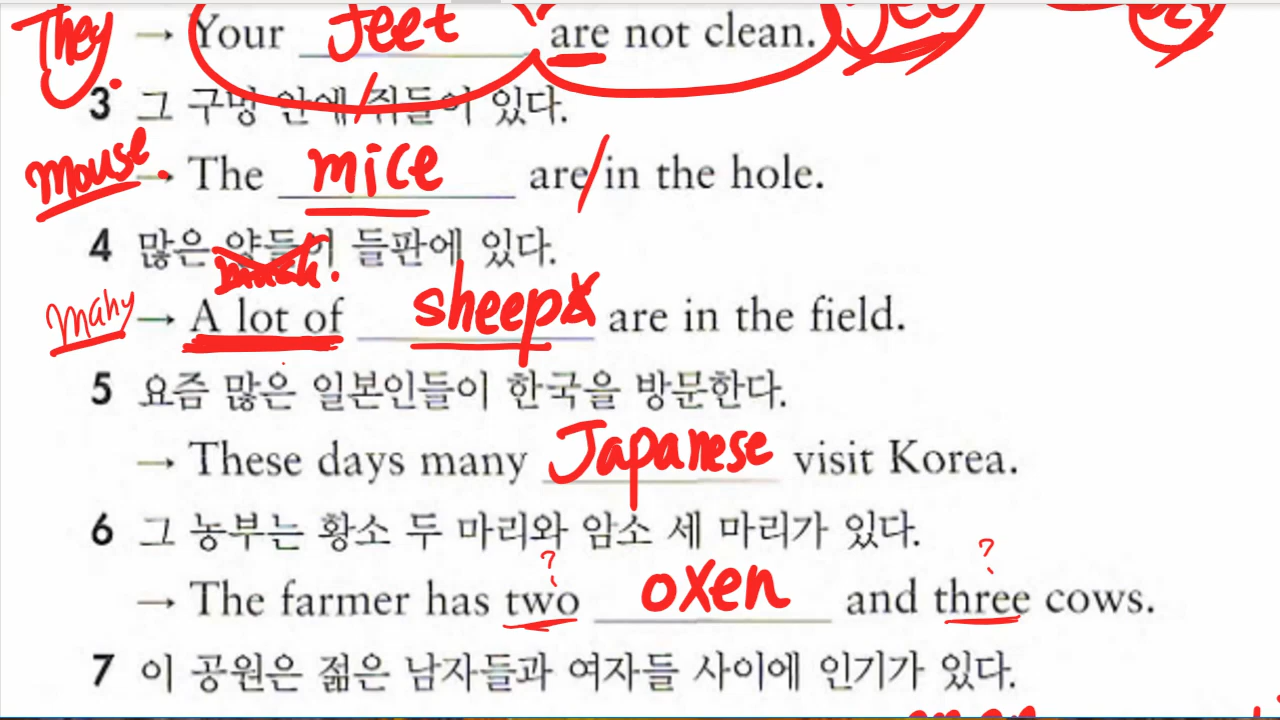 They → Your feet are not clean.
3 그 구멍 안에 쥐들이 있다.
mouse. → The mice are in the hole.
4 많은 양들이 들판에 있다.
many → A lot of sheep are in the field.
5 요즘 많은 일본인들이 한국을 방문한다.
→ These days many Japanese visit Korea.
6 그 농부는 황소 두 마리와 암소 세 마리가 있다.
? ?
→ The farmer has two oxen and three cows.
7 이 공원은 젊은 남자들과 여자들 사이에 인기가 있다.